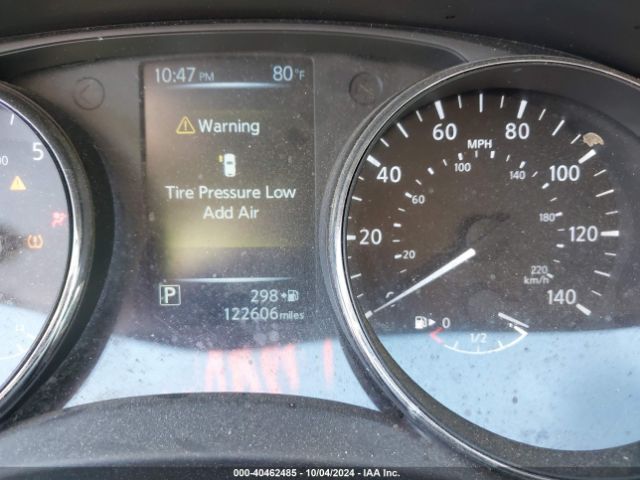 10:47 PM 80°F
Warning
Tire Pressure Low
Add Air
P 298
122606 miles
5
00
MPH
20 40 60 80 100 120 140
20 60 100 140 180 220
km/h
0 1/2
000-40462485 - 10/04/2024 - IAA Inc.